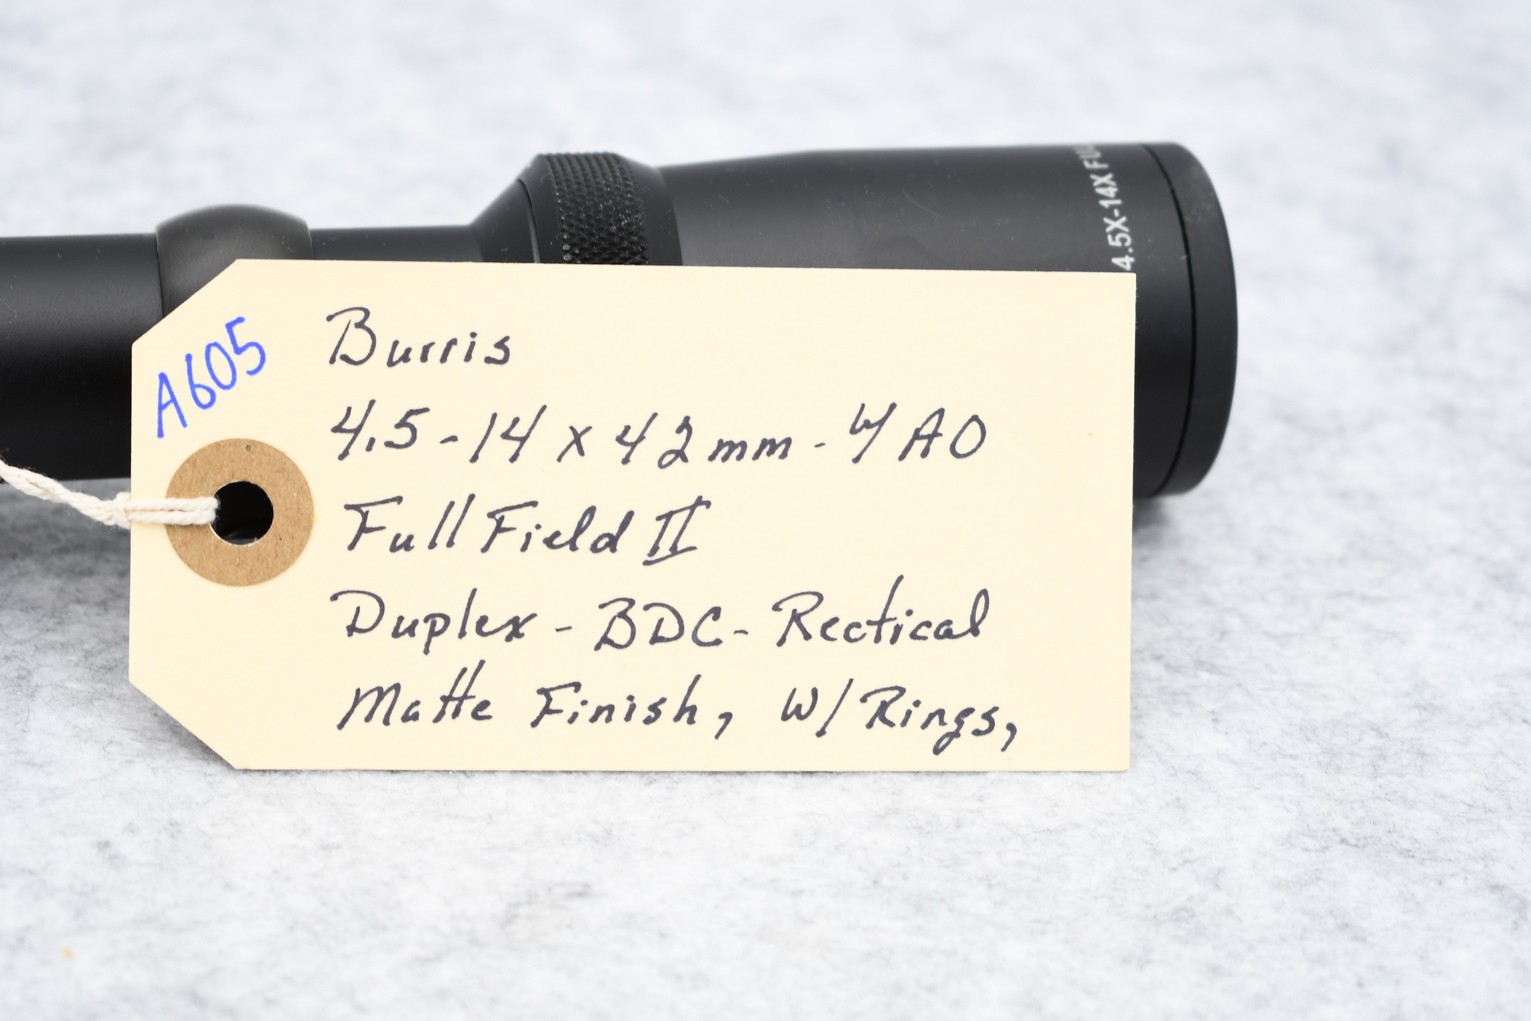 4.5X-14X
A605
Burris
4.5-14 x 42mm - w/ AO
Full Field II
Duplex - BDC - Rectical
Matte Finish, w/ Rings,